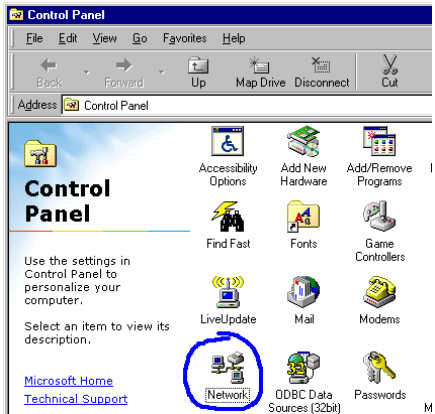 Control Panel
File Edit View Go Favorites Help
Back Forward Up Map Drive Disconnect Cut
Address Control Panel
Control
Panel
Use the settings in
Control Panel to
personalize your
computer.
Select an item to view its
description.
Microsoft Home
Technical Support
Accessibility
Options
Add New
Hardware
Add/Remove
Programs
Find Fast
Fonts
Game
Controllers
LiveUpdate
Mail
Modems
Network
ODBC Data
Sources (32bit)
Passwords